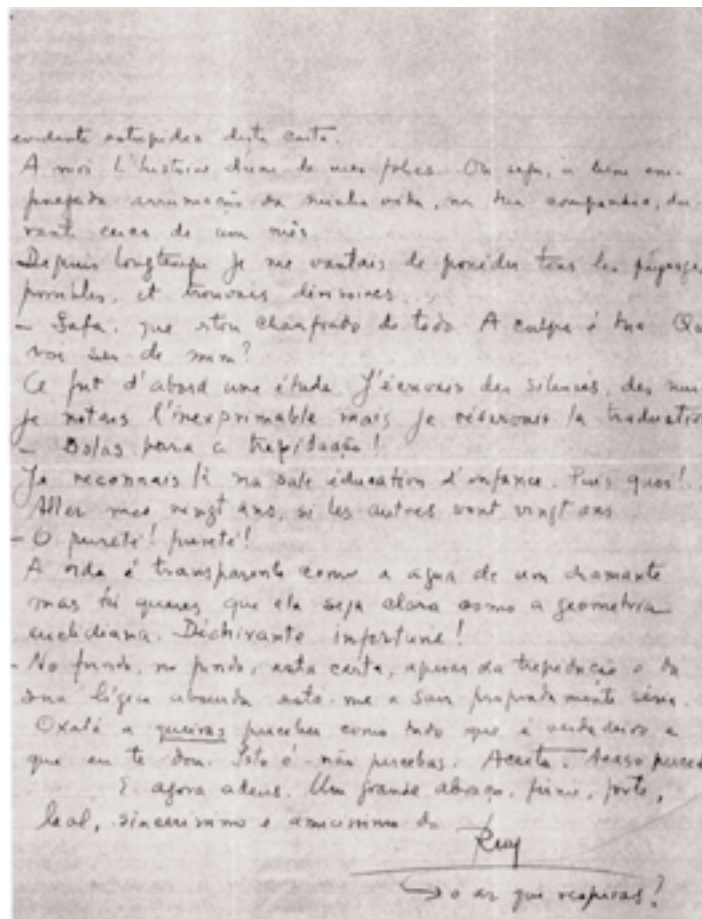 evidente estupidez desta carta.
A moi. L'histoire d'une de mes folies. Ou seja, a bem em-
pregada arrumação da minha vida, na tua companhia, du-
rante cerca de um mês.
Depuis longtemps je me vantais de posséder tous les paysages
possibles, et trouvais dérisoires
- Safa, que stou chanfrado de todo. A culpa é tua Que
vai ser de mim?
Ce fut d'abord une étude. J'écrivais des silences, des nui
je notais l'inexprimable mais je réservais la traduction
- Bolas para a trepidação!
Je reconnais là na sale éducation d'enfance. Puis quoi!..
Aller mes vingt ans, si les autres vont vingt ans
- O pureté! pureté!
A vida é transparente como a água de um diamante
mas tu queres que ela seja clara como a geometria
euclidiana. Déchirante infortune!
- No fundo, no fundo, esta carta, apesar da trepidação e da
sua lógica absurda está-me a sair profundamente séria.
Oxalá a queiras perceber como tudo que é verdadeiro e
que eu te dou. Isto é - não percebas. Aceita. Acaso
E agora adeus. Um grande abraço, firme, forte,
leal, sinceríssimo e amicíssimo do
Ruy
o ar que respiras?